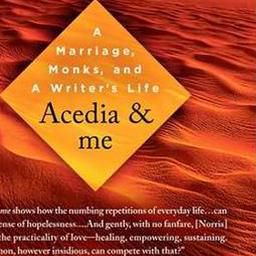 A
Marriage,
Monks, and
A Writer's Life
Acedia &
me
me shows how the numbing repetitions of everyday life…can
ense of hopelessness….And gently, with no fanfare, [Norris]
the practicality of love—healing, empowering, sustaining.
mon, however insidious, can compete with that?"